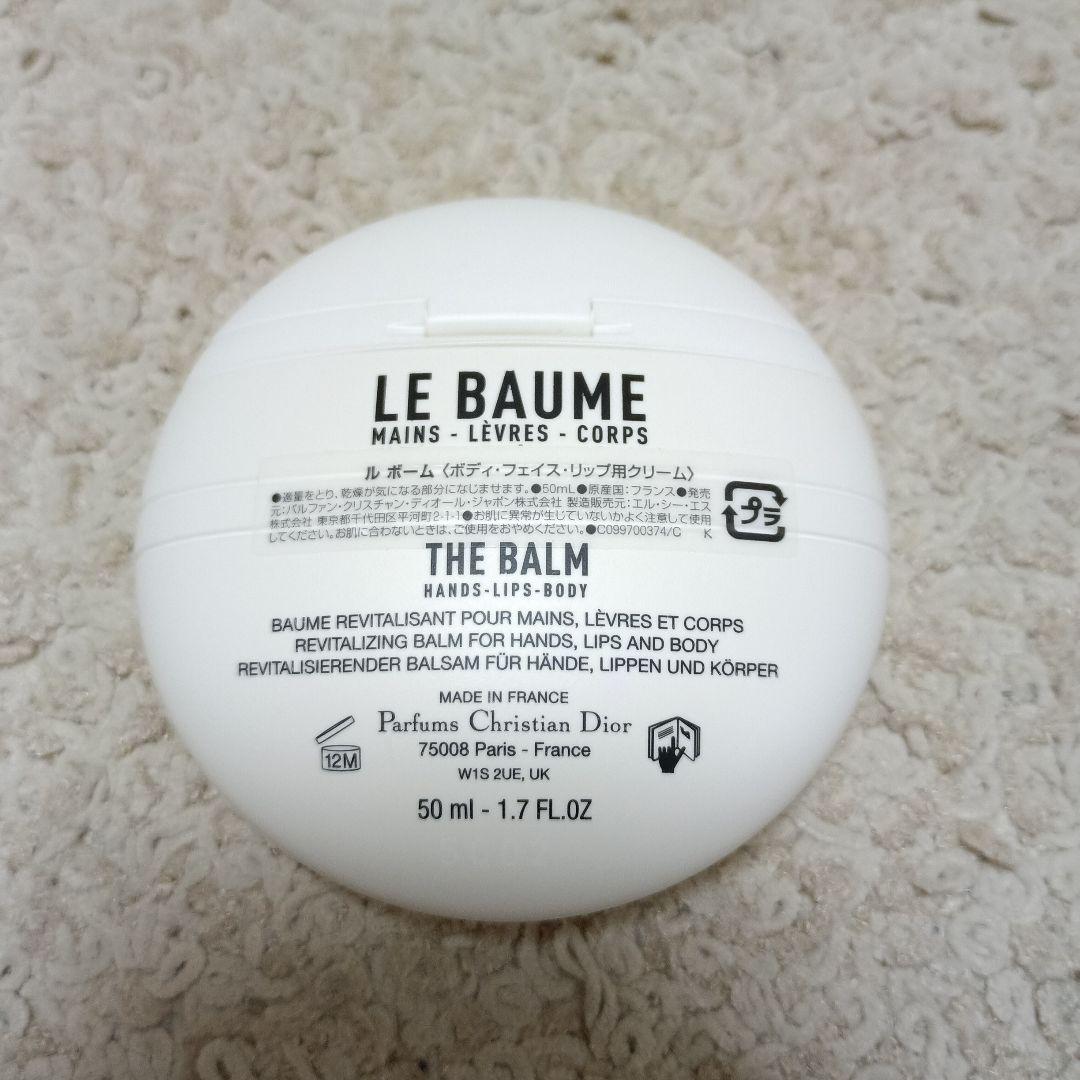 LE BAUME
MAINS - LÈVRES - CORPS
ル ボーム〈ボディ・フェイス・リップ用クリーム〉
●適量をとり、乾燥が気になる部分になじませます。●50mL●原産国：フランス●発売
元：パルファン・クリスチャン・ディオール・ジャポン株式会社 製造販売元：エル・シー・エス
株式会社 東京都千代田区平河町2-1-1●お肌に異常が生じていないかよく注意して使用
してください。お肌に合わないときは、ご使用をおやめください。●C099700374/C K
プラ
THE BALM
HANDS-LIPS-BODY
BAUME REVITALISANT POUR MAINS, LÈVRES ET CORPS
REVITALIZING BALM FOR HANDS, LIPS AND BODY
REVITALISIERENDER BALSAM FÜR HÄNDE, LIPPEN UND KÖRPER
MADE IN FRANCE
Parfums Christian Dior
75008 Paris - France
12M
W1S 2UE, UK
50 ml - 1.7 FL.OZ